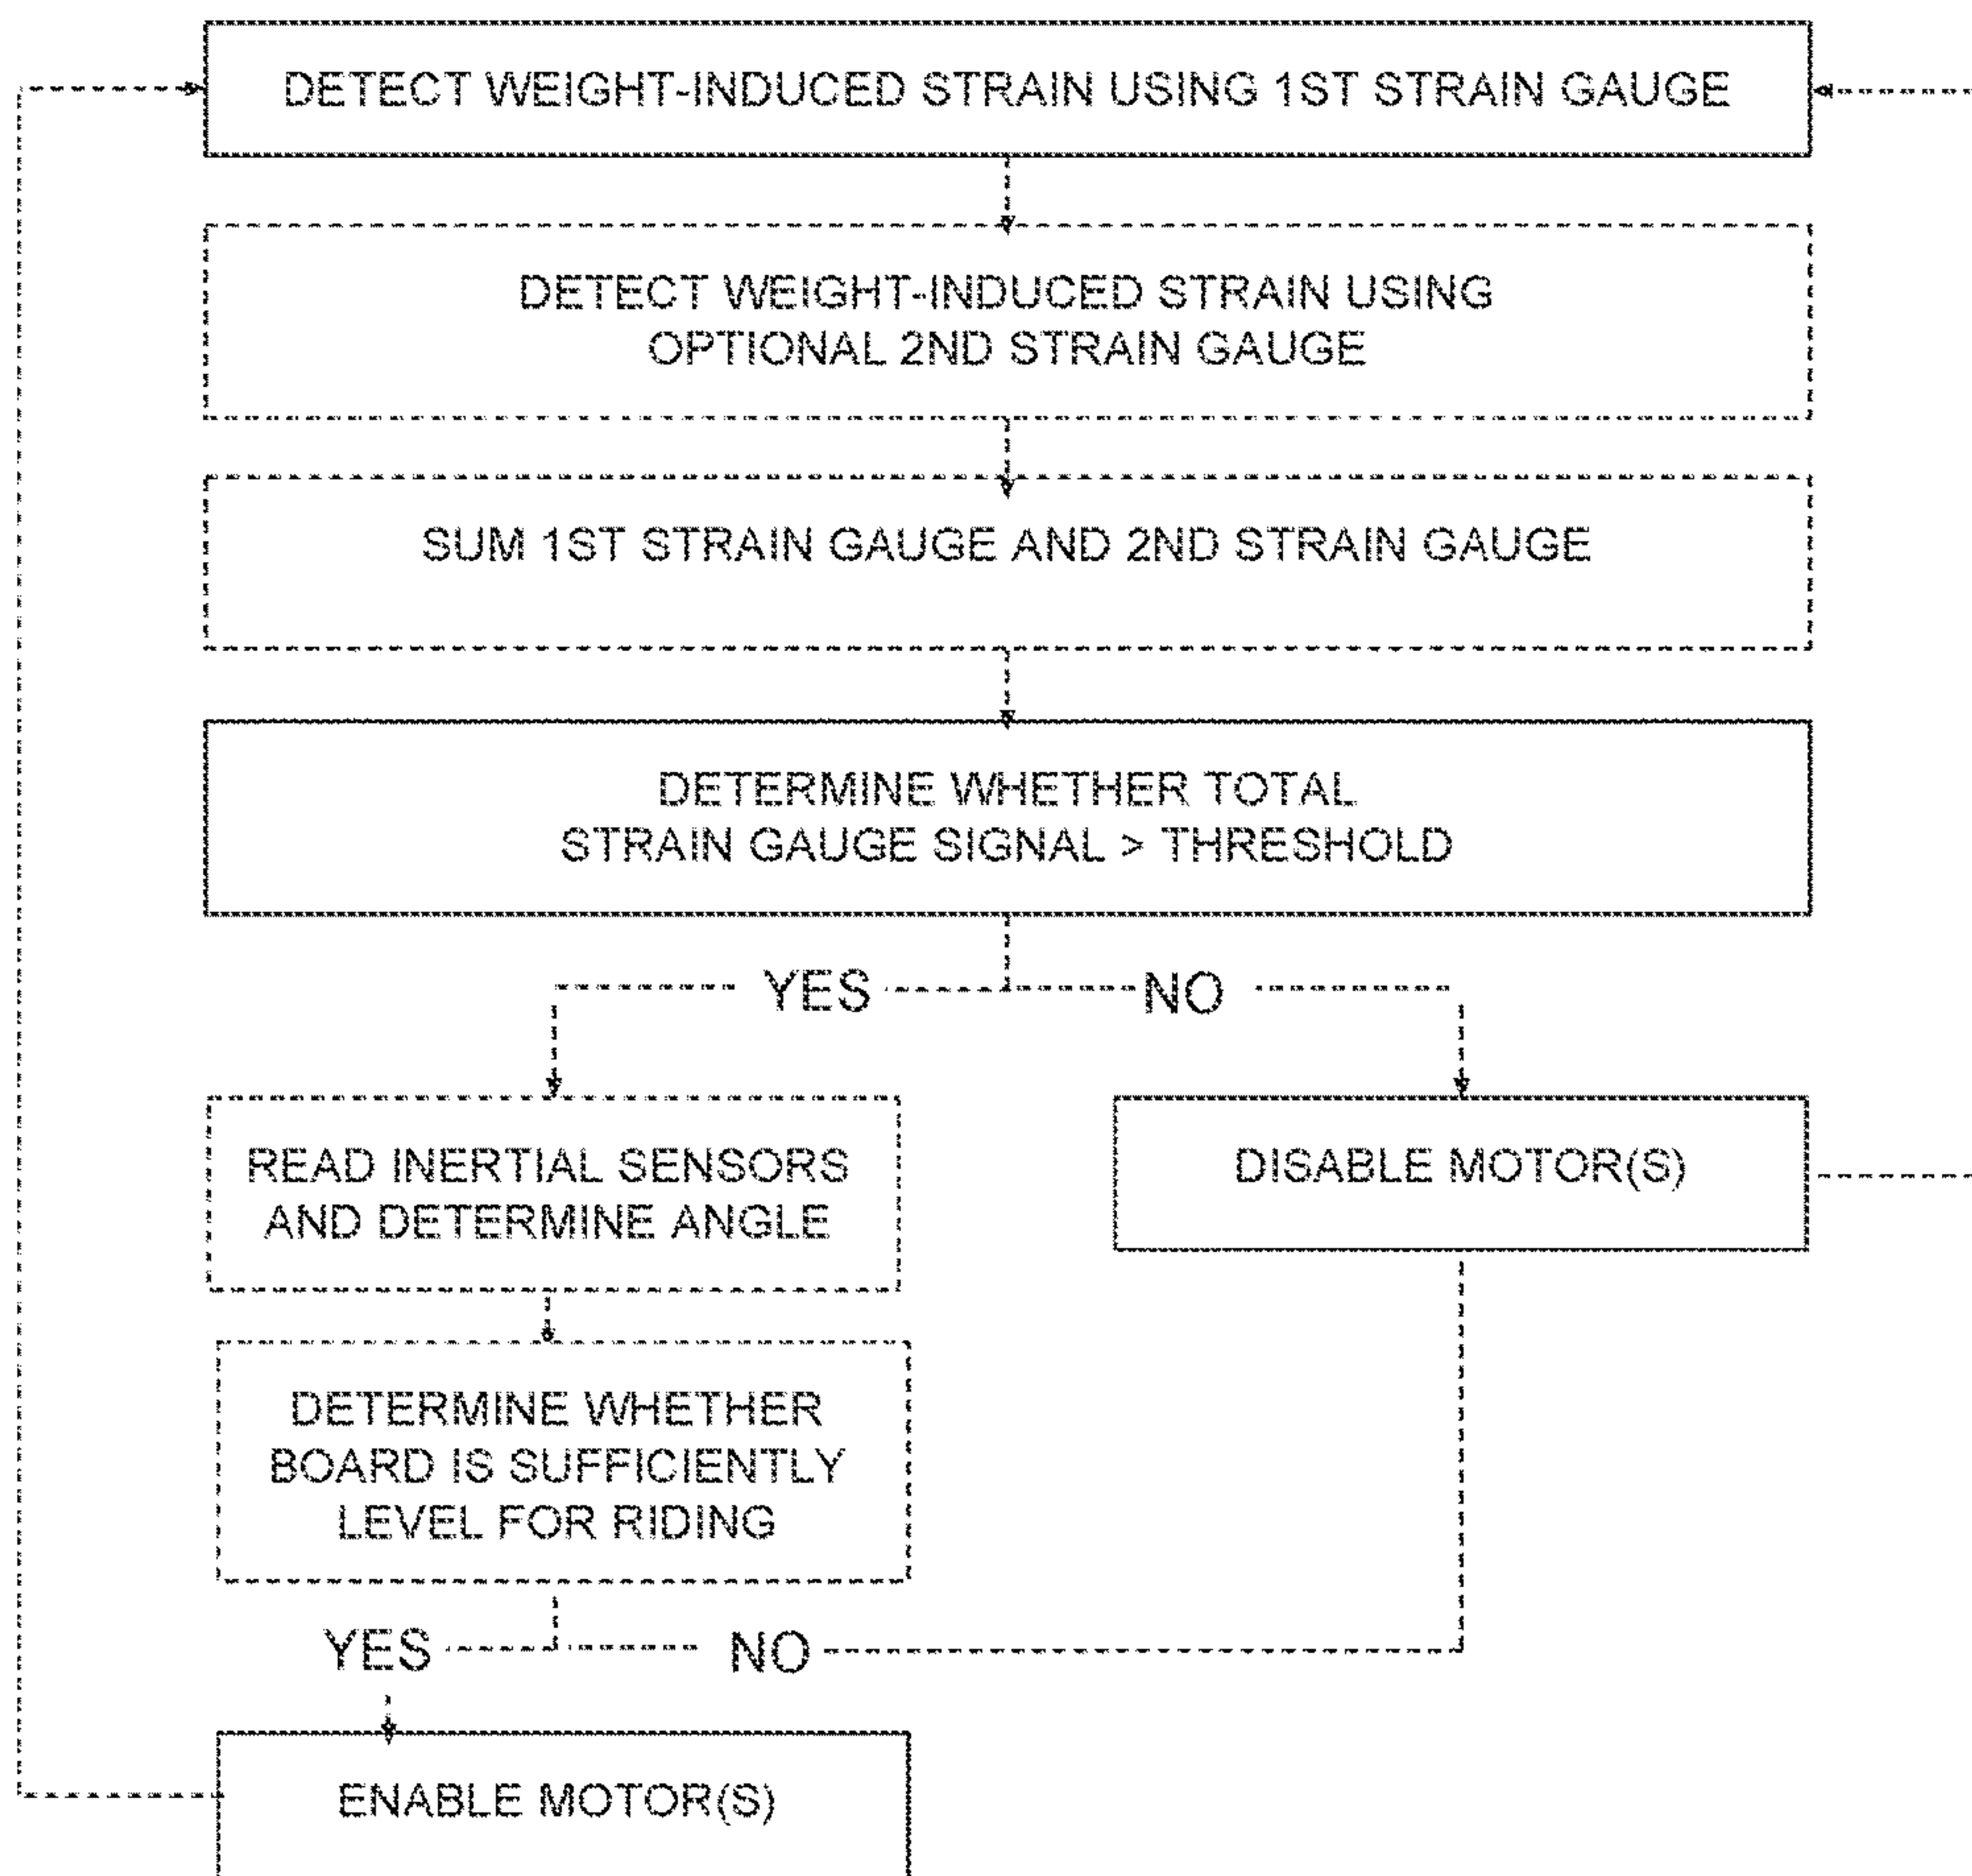 DETECT WEIGHT-INDUCED STRAIN USING 1ST STRAIN GAUGE
DETECT WEIGHT-INDUCED STRAIN USING
OPTIONAL 2ND STRAIN GAUGE
SUM 1ST STRAIN GAUGE AND 2ND STRAIN GAUGE
DETERMINE WHETHER TOTAL
STRAIN GAUGE SIGNAL > THRESHOLD
YES
NO
READ INERTIAL SENSORS
AND DETERMINE ANGLE
DISABLE MOTOR(S)
DETERMINE WHETHER
BOARD IS SUFFICIENTLY
LEVEL FOR RIDING
YES
NO
ENABLE MOTOR(S)